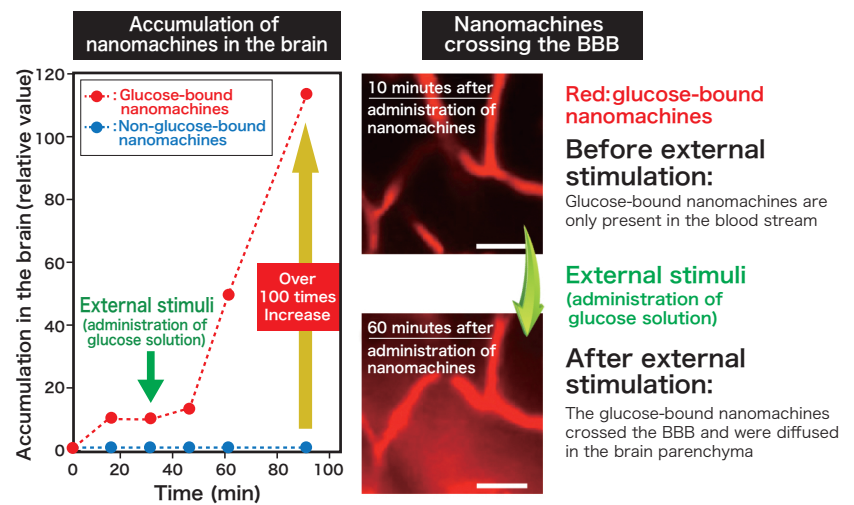 Accumulation of
nanomachines in the brain
Accumulation in the brain (relative value)
120
100
80
60
40
20
0
: Glucose-bound
nanomachines
: Non-glucose-bound
nanomachines
External stimuli
(administration of
glucose solution)
Over
100 times
Increase
0
20
40
60
80
100
Time (min)
Nanomachines
crossing the BBB
10 minutes after
administration of
nanomachines
60 minutes after
administration of
nanomachines
Red:glucose-bound
nanomachines
Before external
stimulation:
Glucose-bound nanomachines are
only present in the blood stream
External stimuli
(administration of
glucose solution)
After external
stimulation:
The glucose-bound nanomachines
crossed the BBB and were diffused
in the brain parenchyma